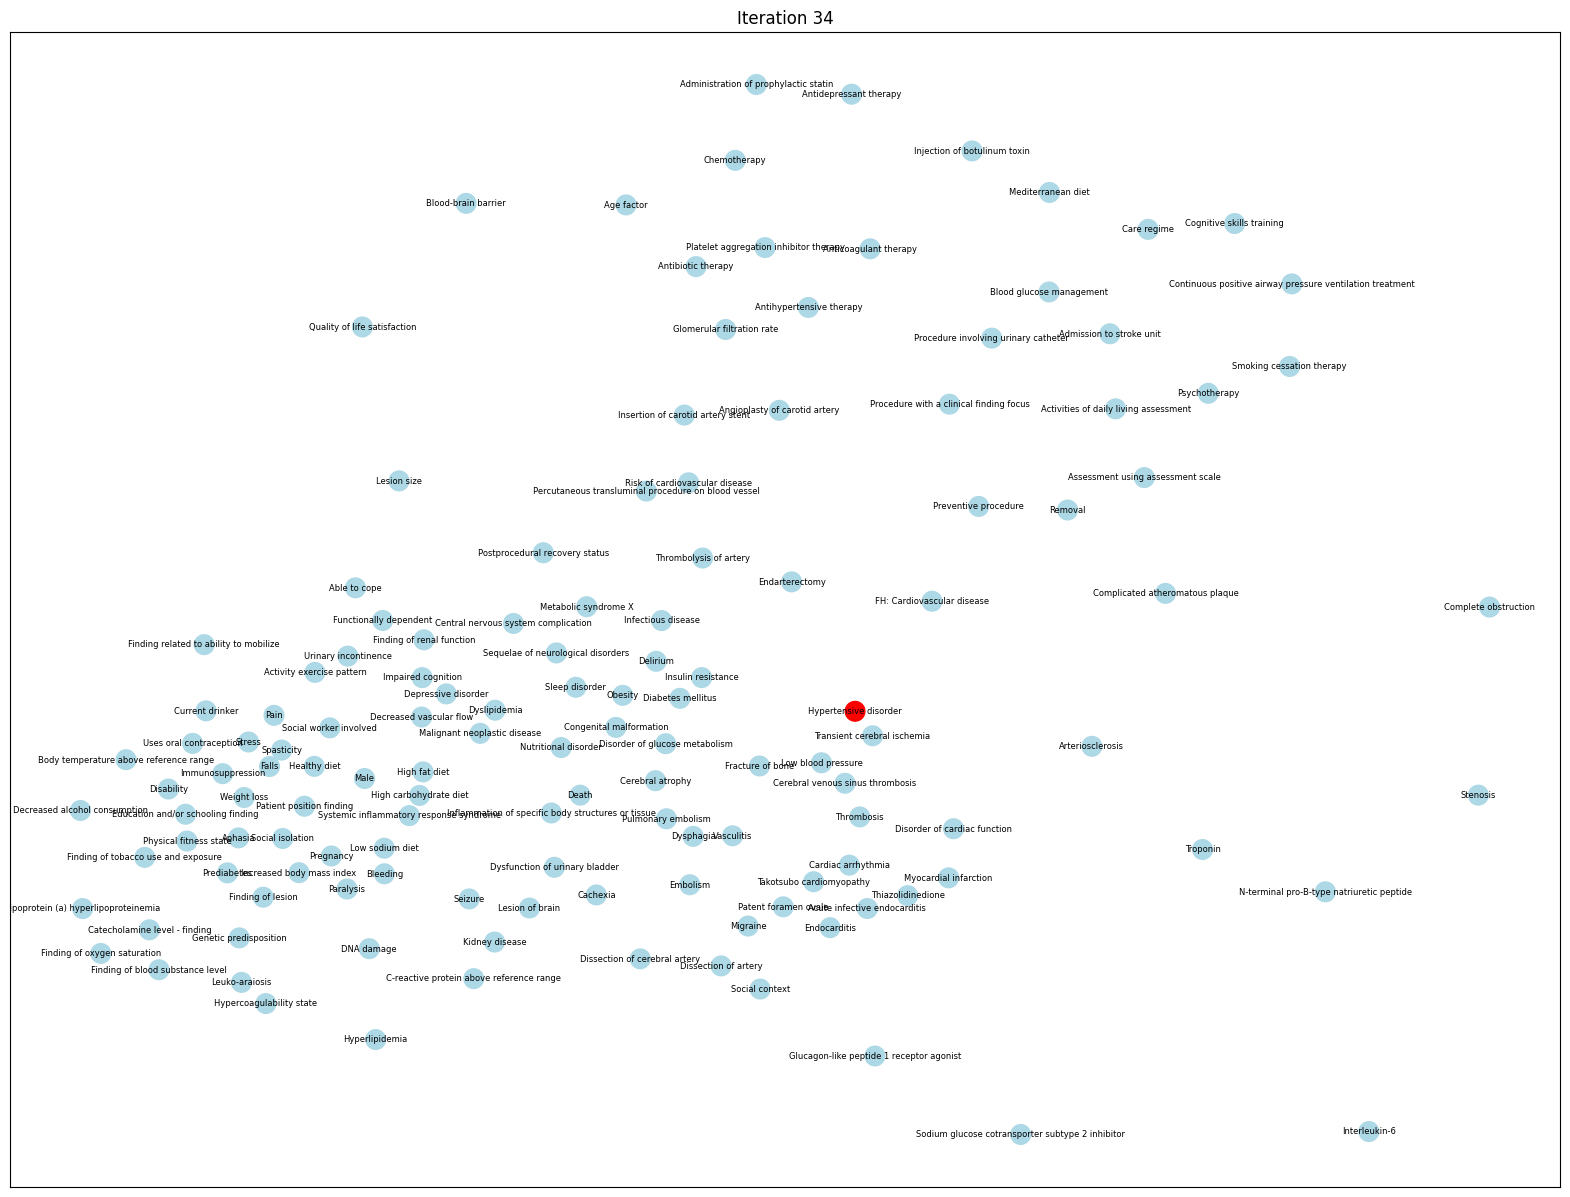 Iteration 34
Administration of prophylactic statin
Antidepressant therapy
Injection of botulinum toxin
Chemotherapy
Mediterranean diet
Blood-brain barrier
Age factor
Cognitive skills training
Care regime
Platelet aggregation inhibitor therapy
Anticoagulant therapy
Antibiotic therapy
Continuous positive airway pressure ventilation treatment
Blood glucose management
Antihypertensive therapy
Quality of life satisfaction
Glomerular filtration rate
Admission to stroke unit
Procedure involving urinary catheter
Smoking cessation therapy
Psychotherapy
Procedure with a clinical finding focus
Activities of daily living assessment
Angioplasty of carotid artery
Insertion of carotid artery stent
Assessment using assessment scale
Lesion size
Risk of cardiovascular disease
Percutaneous transluminal procedure on blood vessel
Preventive procedure
Removal
Postprocedural recovery status
Thrombolysis of artery
Endarterectomy
Able to cope
Complicated atheromatous plaque
FH: Cardiovascular disease
Metabolic syndrome X
Complete obstruction
Functionally dependent
Central nervous system complication
Infectious disease
Finding of renal function
Finding related to ability to mobilize
Sequelae of neurological disorders
Urinary incontinence
Delirium
Activity exercise pattern
Impaired cognition
Insulin resistance
Sleep disorder
Depressive disorder
Obesity
Diabetes mellitus
Current drinker
Dyslipidemia
Hypertensive disorder
Pain
Decreased vascular flow
Social worker involved
Congenital malformation
Malignant neoplastic disease
Transient cerebral ischemia
Uses oral contraception
Stress
Disorder of glucose metabolism
Nutritional disorder
Arteriosclerosis
Spasticity
Body temperature above reference range
Low blood pressure
Falls
Healthy diet
Fracture of bone
Immunosuppression
High fat diet
Male
Cerebral atrophy
Cerebral venous sinus thrombosis
Disability
Weight loss
High carbohydrate diet
Death
Stenosis
Patient position finding
Decreased alcohol consumption
Education and/or schooling finding
Systemic inflammatory response syndrome
Inflammation of specific body structures or tissue
Thrombosis
Pulmonary embolism
Disorder of cardiac function
Dysphagia
Vasculitis
Aphasia
Social isolation
Physical fitness state
Low sodium diet
Troponin
Finding of tobacco use and exposure
Pregnancy
Cardiac arrhythmia
Dysfunction of urinary bladder
Prediabetes
Increased body mass index
Bleeding
Myocardial infarction
Takotsubo cardiomyopathy
Embolism
Paralysis
N-terminal pro-B-type natriuretic peptide
Cachexia
Thiazolidinedione
Finding of lesion
Seizure
Patent foramen ovale
Lesion of brain
Acute infective endocarditis
ipoprotein (a) hyperlipoproteinemia
Migraine
Endocarditis
Catecholamine level - finding
Genetic predisposition
Kidney disease
DNA damage
Finding of oxygen saturation
Dissection of cerebral artery
Dissection of artery
Finding of blood substance level
C-reactive protein above reference range
Leuko-araiosis
Social context
Hypercoagulability state
Hyperlipidemia
Glucagon-like peptide 1 receptor agonist
Interleukin-6
Sodium glucose cotransporter subtype 2 inhibitor